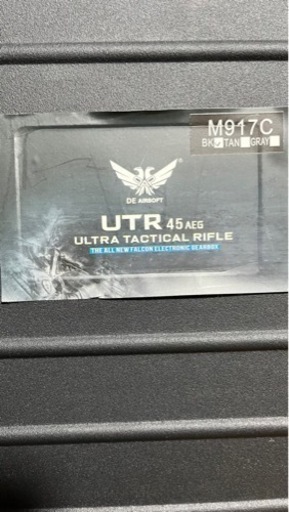 M917C
BK TAN GRAY
DE AIRSOFT
UTR 45 AEG
ULTRA TACTICAL RIFLE
THE ALL NEW FALCON ELECTRONIC GEARBOX